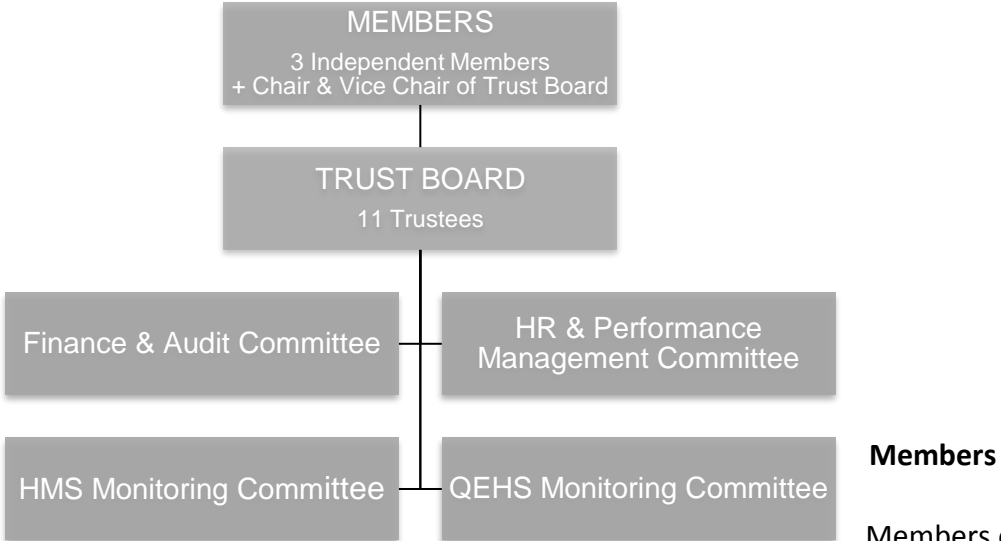 MEMBERS
3 Independent Members
+ Chair & Vice Chair of Trust Board
TRUST BOARD
11 Trustees
Finance & Audit Committee
HR & Performance
Management Committee
HMS Monitoring Committee
QEHS Monitoring Committee
Members
Members